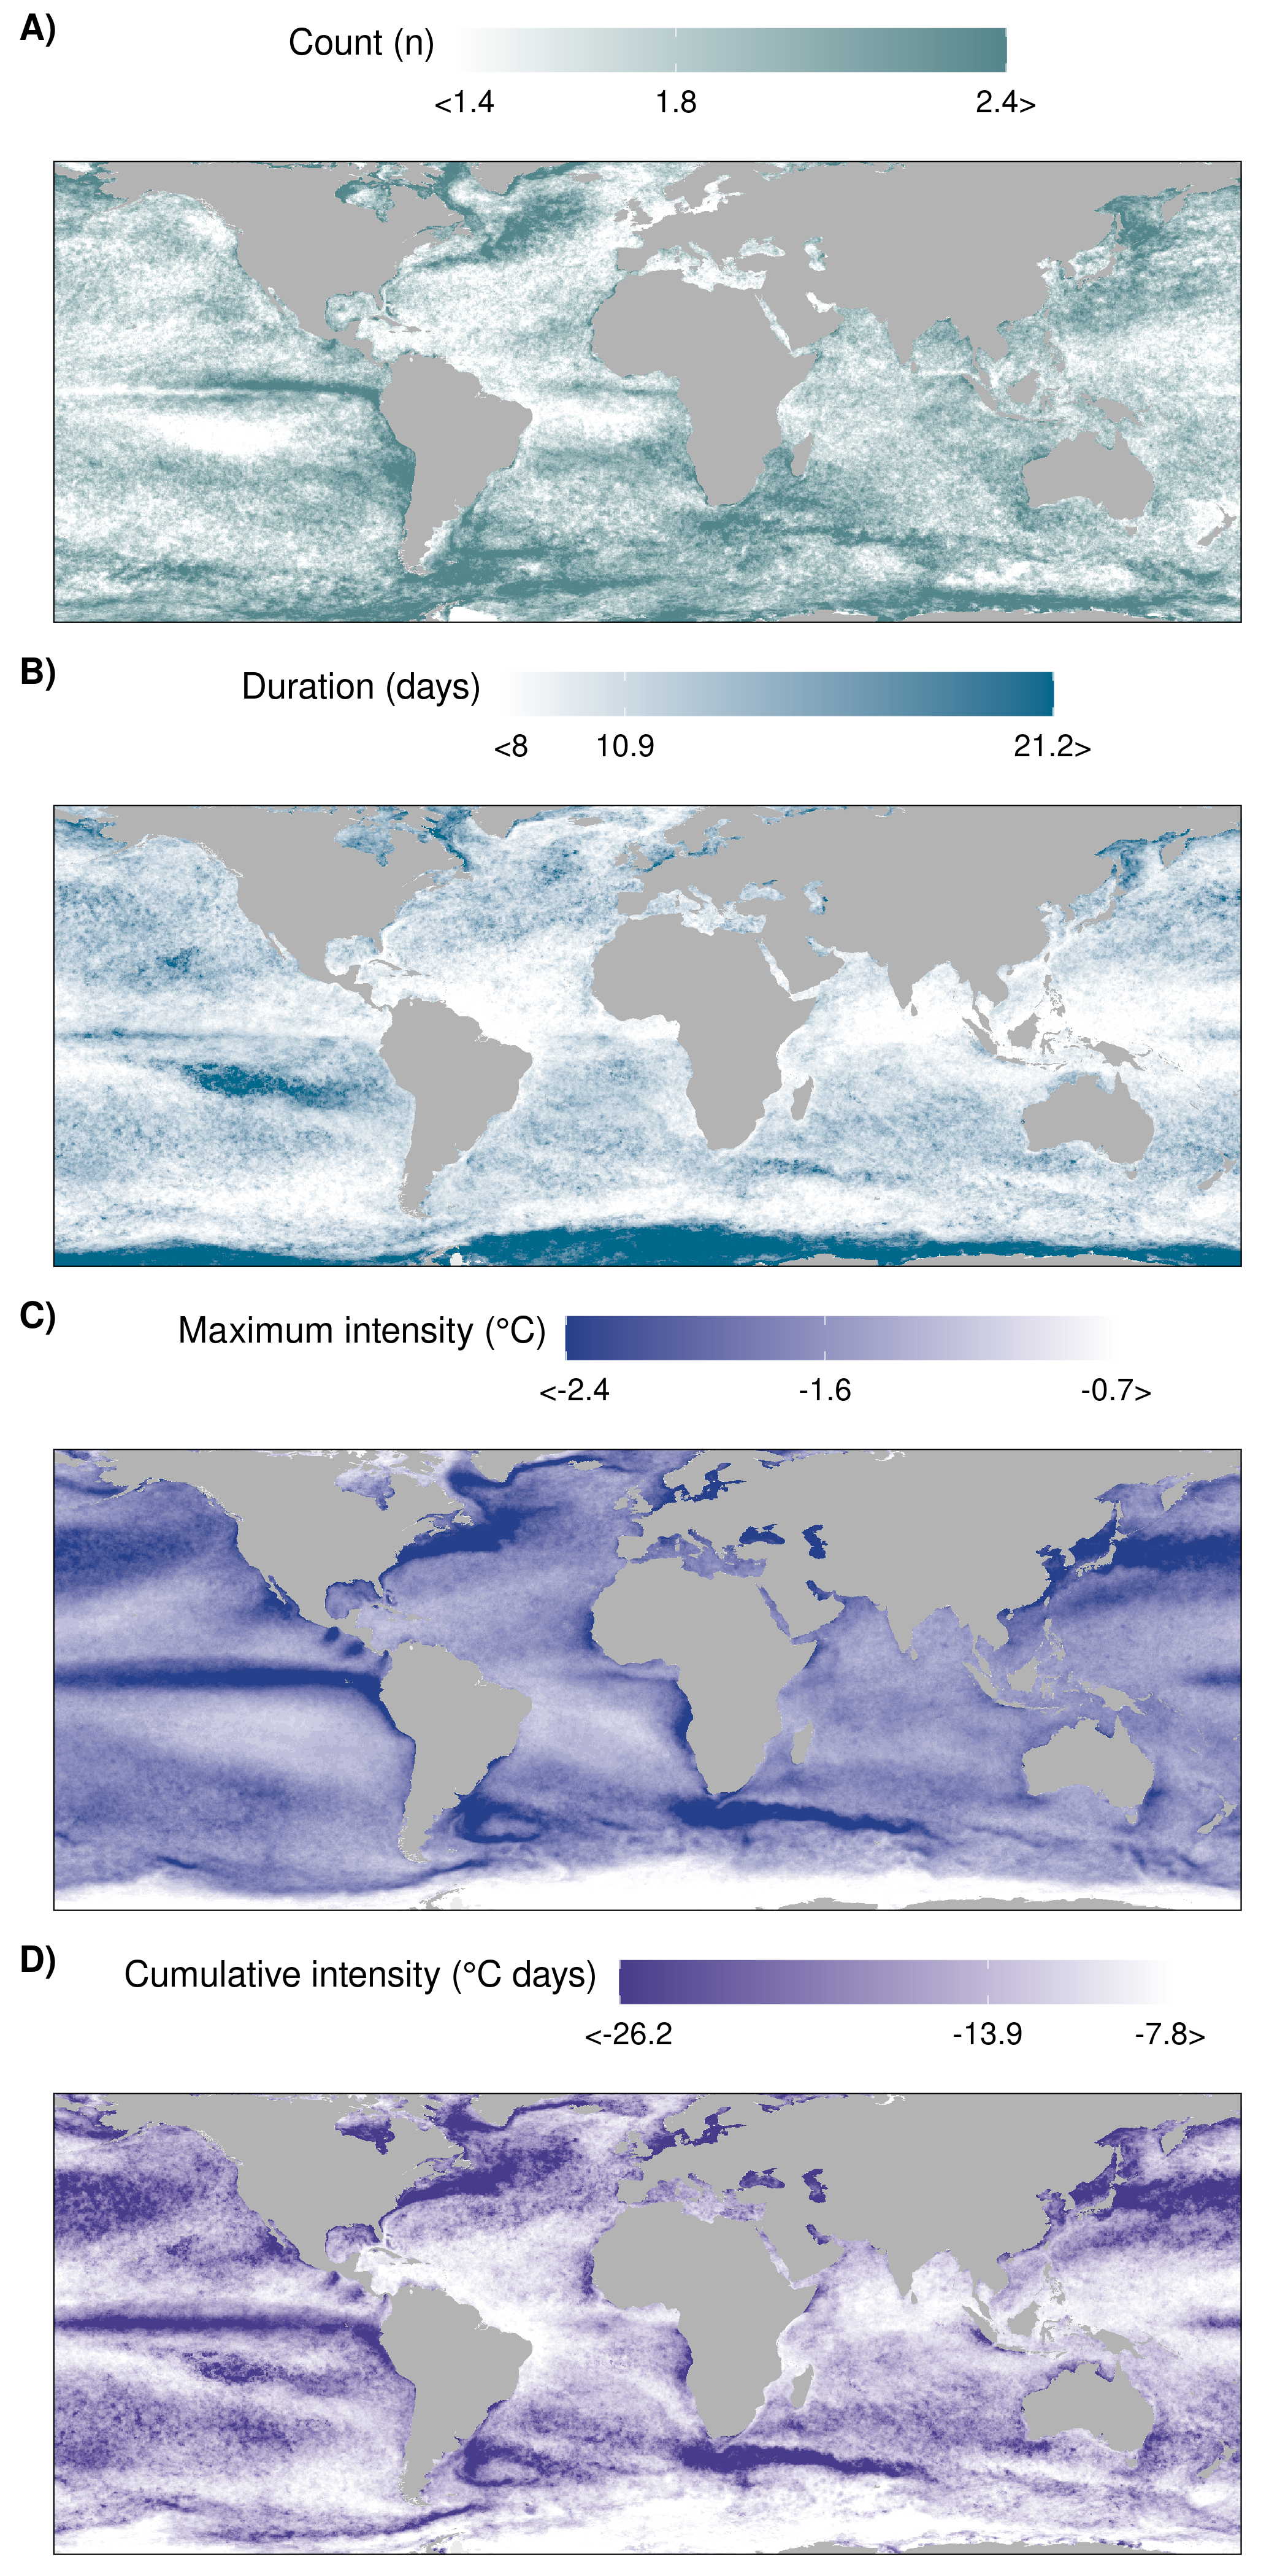 A)
Count (n)
<1.4 1.8 2.4>
B)
Duration (days)
<8 10.9 21.2>
C)
Maximum intensity (°C)
<-2.4 -1.6 -0.7>
D)
Cumulative intensity (°C days)
<-26.2 -13.9 -7.8>